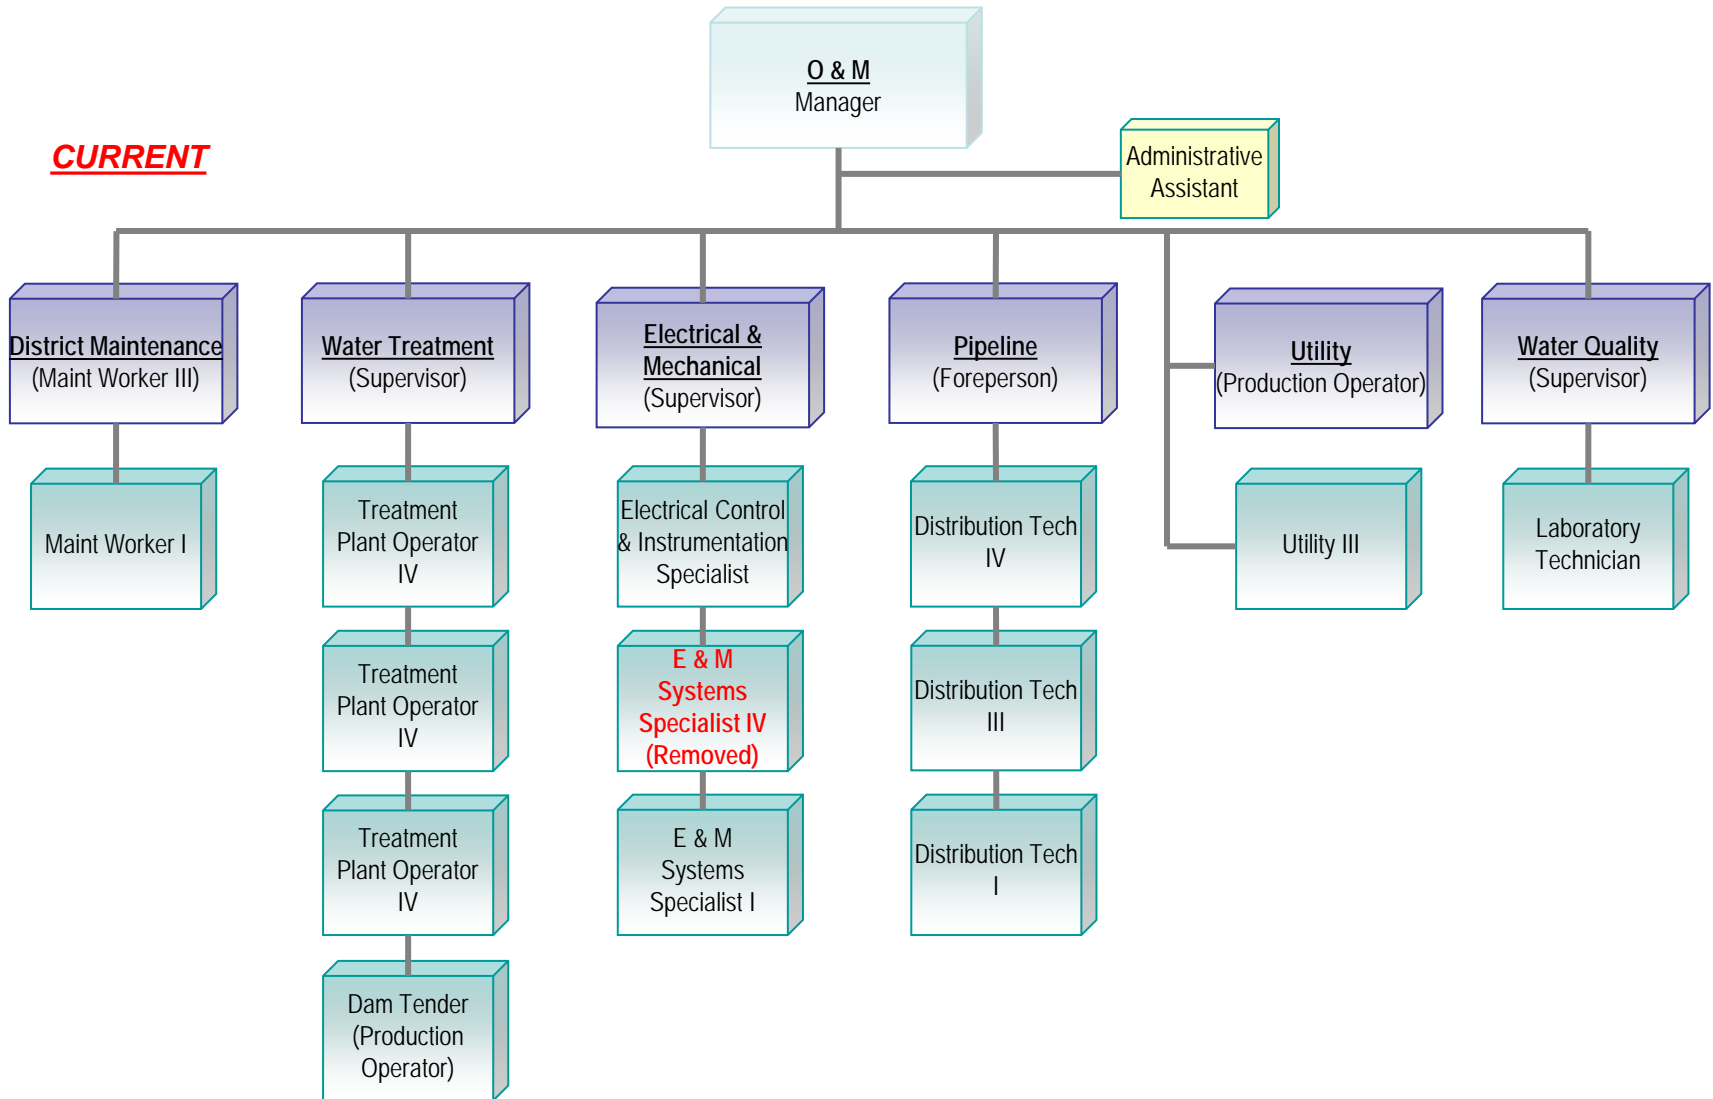 O & M
Manager
CURRENT
Administrative
Assistant
District Maintenance
(Maint Worker III)
Water Treatment
(Supervisor)
Electrical &
Mechanical
(Supervisor)
Pipeline
(Foreperson)
Utility
(Production Operator)
Water Quality
(Supervisor)
Maint Worker I
Treatment
Plant Operator
IV
Electrical Control
& Instrumentation
Specialist
Distribution Tech
IV
Utility III
Laboratory
Technician
Treatment
Plant Operator
IV
E & M
Systems
Specialist IV
(Removed)
Distribution Tech
III
Treatment
Plant Operator
IV
E & M
Systems
Specialist I
Distribution Tech
I
Dam Tender
(Production
Operator)